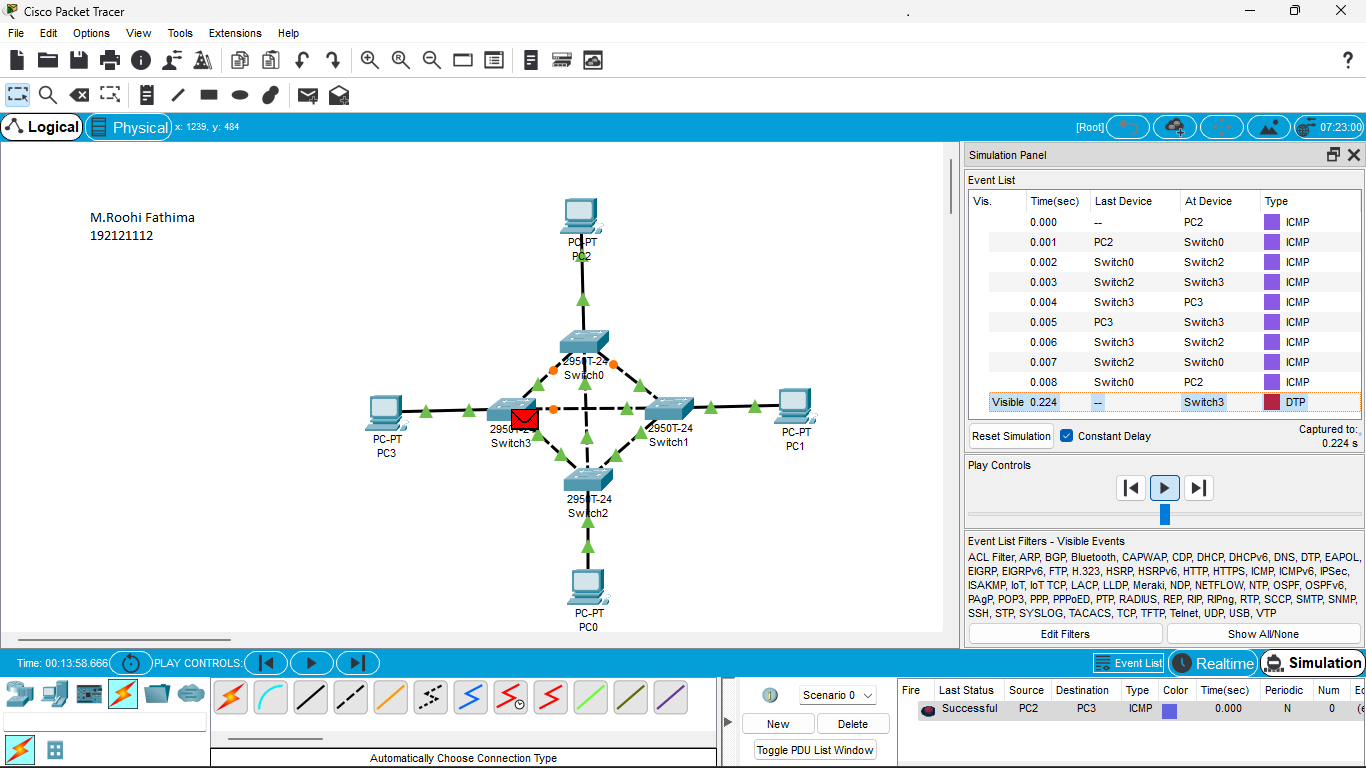 Cisco Packet Tracer
File Edit Options View Tools Extensions Help
Logical Physical x: 1239, y: 484 [Root] 07:23:00
M.Roohi Fathima
192121112
PC-PT
PC2
2950T-24
Switch0
PC-PT
PC3
2950T-24
Switch3
2950T-24
Switch1
PC-PT
PC1
2950T-24
Switch2
PC-PT
PC0
Simulation Panel
Event List
Vis. Time(sec) Last Device At Device Type
0.000 -- PC2 ICMP
0.001 PC2 Switch0 ICMP
0.002 Switch0 Switch2 ICMP
0.003 Switch2 Switch3 ICMP
0.004 Switch3 PC3 ICMP
0.005 PC3 Switch3 ICMP
0.006 Switch3 Switch2 ICMP
0.007 Switch2 Switch0 ICMP
0.008 Switch0 PC2 ICMP
Visible 0.224 -- Switch3 DTP
Reset Simulation Constant Delay Captured to:
0.224 s
Play Controls
Event List Filters - Visible Events
ACL Filter, ARP, BGP, Bluetooth, CAPWAP, CDP, DHCP, DHCPv6, DNS, DTP, EAPOL,
EIGRP, EIGRPv6, FTP, H.323, HSRP, HSRPv6, HTTP, HTTPS, ICMP, ICMPv6, IPSec,
ISAKMP, IoT, IoT TCP, LACP, LLDP, Meraki, NDP, NETFLOW, NTP, OSPF, OSPFv6,
PAgP, POP3, PPP, PPPoED, PTP, RADIUS, REP, RIP, RIPng, RTP, SCCP, SMTP, SNMP,
SSH, STP, SYSLOG, TACACS, TCP, TFTP, Telnet, UDP, USB, VTP
Edit Filters Show All/None
Time: 00:13:58.666 PLAY CONTROLS: Event List Realtime Simulation
Scenario 0
New Delete
Toggle PDU List Window
Fire Last Status Source Destination Type Color Time(sec) Periodic Num
Successful PC2 PC3 ICMP 0.000 N 0
Automatically Choose Connection Type